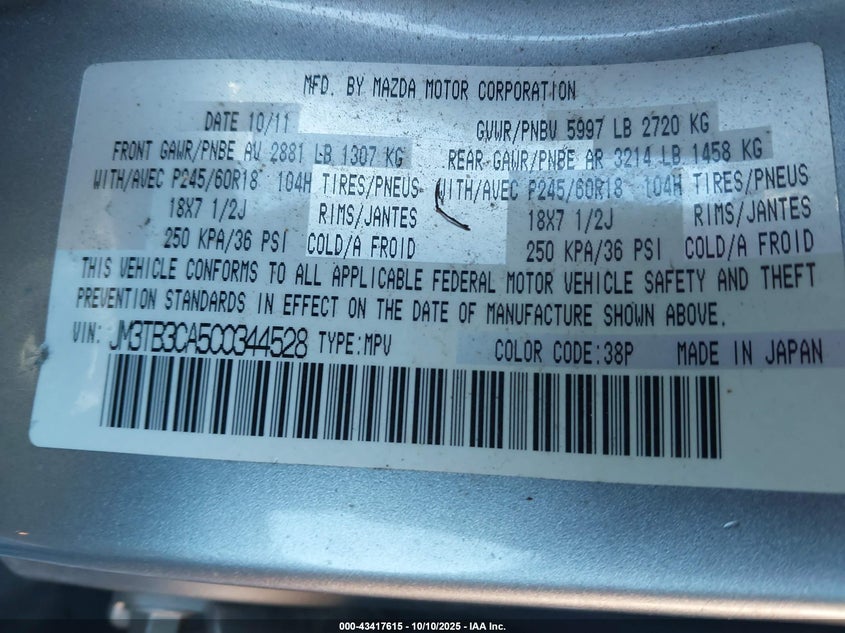 MFD. BY MAZDA MOTOR CORPORATION
DATE 10/11 GVWR/PNBV 5997 LB 2720 KG
FRONT GAWR/PNBE AV 2881 LB 1307 KG REAR GAWR/PNBE AR 3214 LB 1458 KG
WITH/AVEC P245/60R18 104H TIRES/PNEUS WITH/AVEC P245/60R18 104H TIRES/PNEUS
18X7 1/2J RIMS/JANTES 18X7 1/2J RIMS/JANTES
250 KPA/36 PSI COLD/A FROID 250 KPA/36 PSI COLD/A FROID
THIS VEHICLE CONFORMS TO ALL APPLICABLE FEDERAL MOTOR VEHICLE SAFETY AND THEFT
PREVENTION STANDARDS IN EFFECT ON THE DATE OF MANUFACTURE SHOWN ABOVE.
VIN: JM3TB3CA5C0344528 TYPE:MPV COLOR CODE:38P MADE IN JAPAN
000-43417615 - 10/10/2025 - IAA Inc.